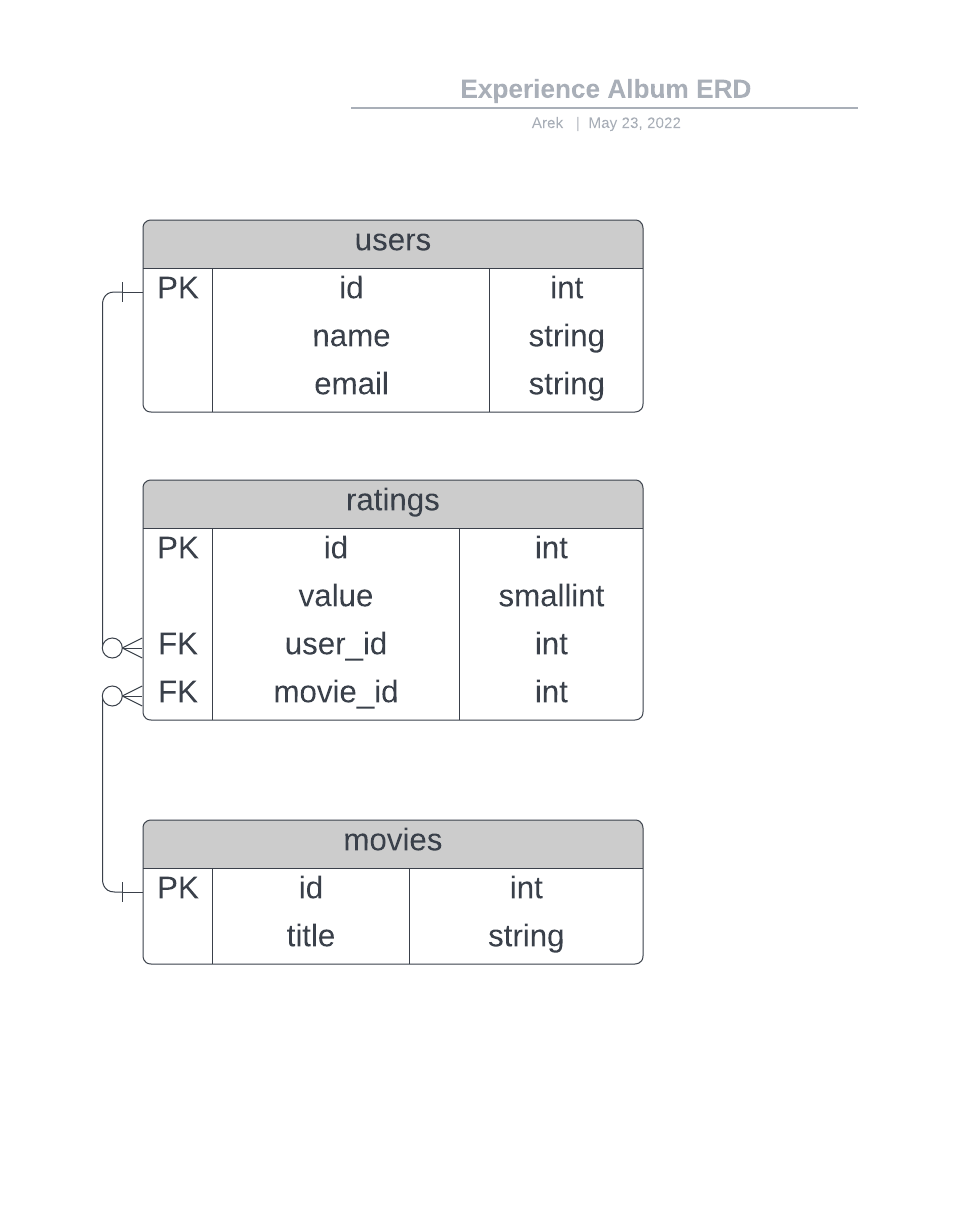 Experience Album ERD
Arek | May 23, 2022
users
PK id int
name string
email string
ratings
PK id int
value smallint
FK user_id int
FK movie_id int
movies
PK id int
title string